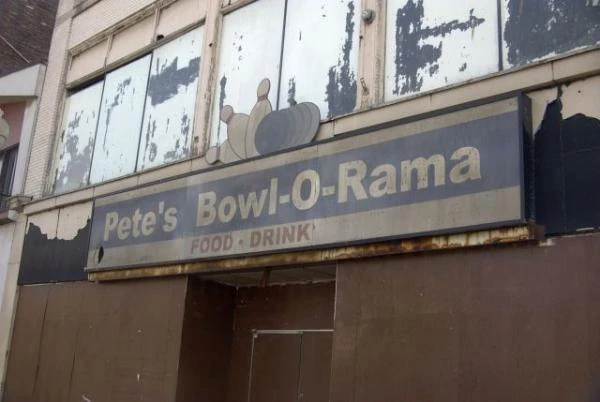 Pete's Bowl-O-Rama
FOOD - DRINK